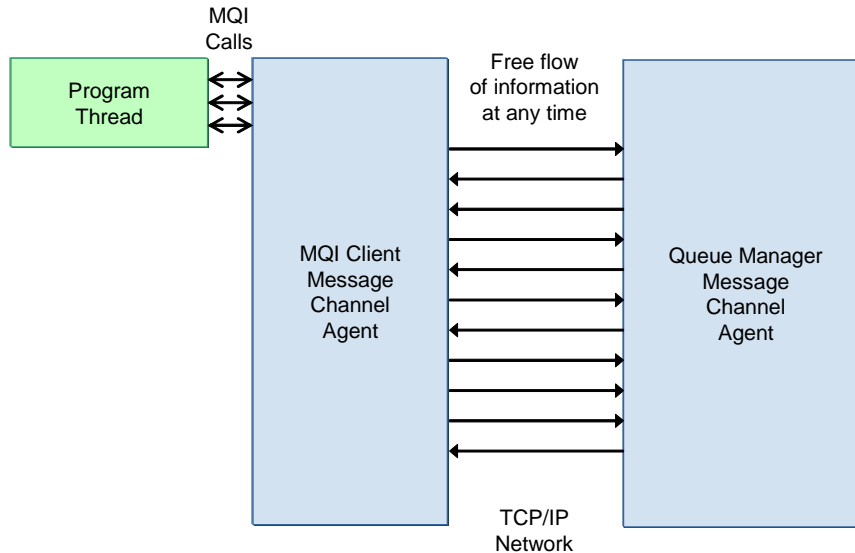 MQI
Calls
Program
Thread
Free flow
of information
at any time
MQI Client
Message
Channel
Agent
Queue Manager
Message
Channel
Agent
TCP/IP
Network